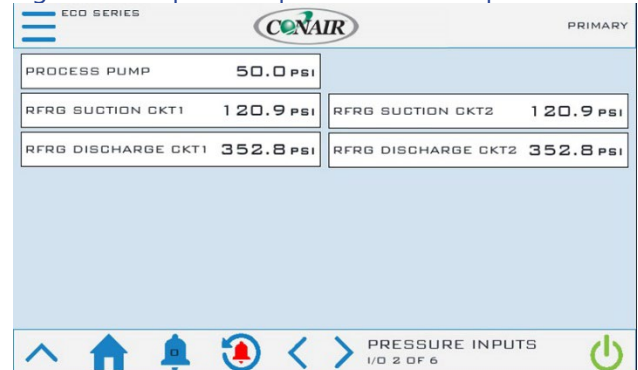 ECO SERIES
CONAIR
PRIMARY
PROCESS PUMP 50.0 PSI
RFRG SUCTION CKT1 120.9 PSI RFRG SUCTION CKT2 120.9 PSI
RFRG DISCHARGE CKT1 352.8 PSI RFRG DISCHARGE CKT2 352.8 PSI
0
PRESSURE INPUTS
I/O 2 OF 6